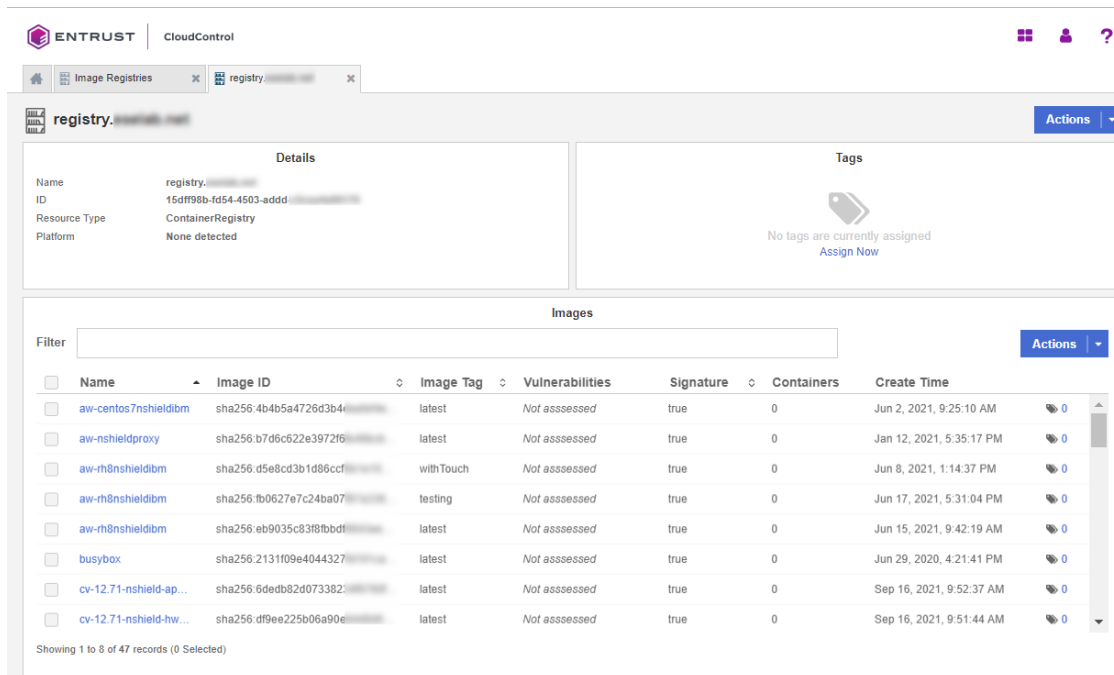 ENTRUST CloudControl
?
Image Registries registry.
registry.
Actions
Details
Name registry.
ID 15dff98b-fd54-4503-addd-
Resource Type ContainerRegistry
Platform None detected
Tags
No tags are currently assigned
Assign Now
Images
Filter
Actions
Name Image ID Image Tag Vulnerabilities Signature Containers Create Time
aw-centos7nshieldibm sha256:4b4b5a4726d3b4 latest Not asssessed true 0 Jun 2, 2021, 9:25:10 AM 0
aw-nshieldproxy sha256:b7d6c622e3972f6 latest Not asssessed true 0 Jan 12, 2021, 5:35:17 PM 0
aw-rh8nshieldibm sha256:d5e8cd3b1d86ccf withTouch Not asssessed true 0 Jun 8, 2021, 1:14:37 PM 0
aw-rh8nshieldibm sha256:fb0627e7c24ba07 testing Not asssessed true 0 Jun 17, 2021, 5:31:04 PM 0
aw-rh8nshieldibm sha256:eb9035c83f8fbbdf latest Not asssessed true 0 Jun 15, 2021, 9:42:19 AM 0
busybox sha256:2131f09e4044327 latest Not asssessed true 0 Jun 29, 2020, 4:21:41 PM 0
cv-12.71-nshield-ap... sha256:6dedb82d073382 latest Not asssessed true 0 Sep 16, 2021, 9:52:37 AM 0
cv-12.71-nshield-hw... sha256:df9ee225b06a90e latest Not asssessed true 0 Sep 16, 2021, 9:51:44 AM 0
Showing 1 to 8 of 47 records (0 Selected)